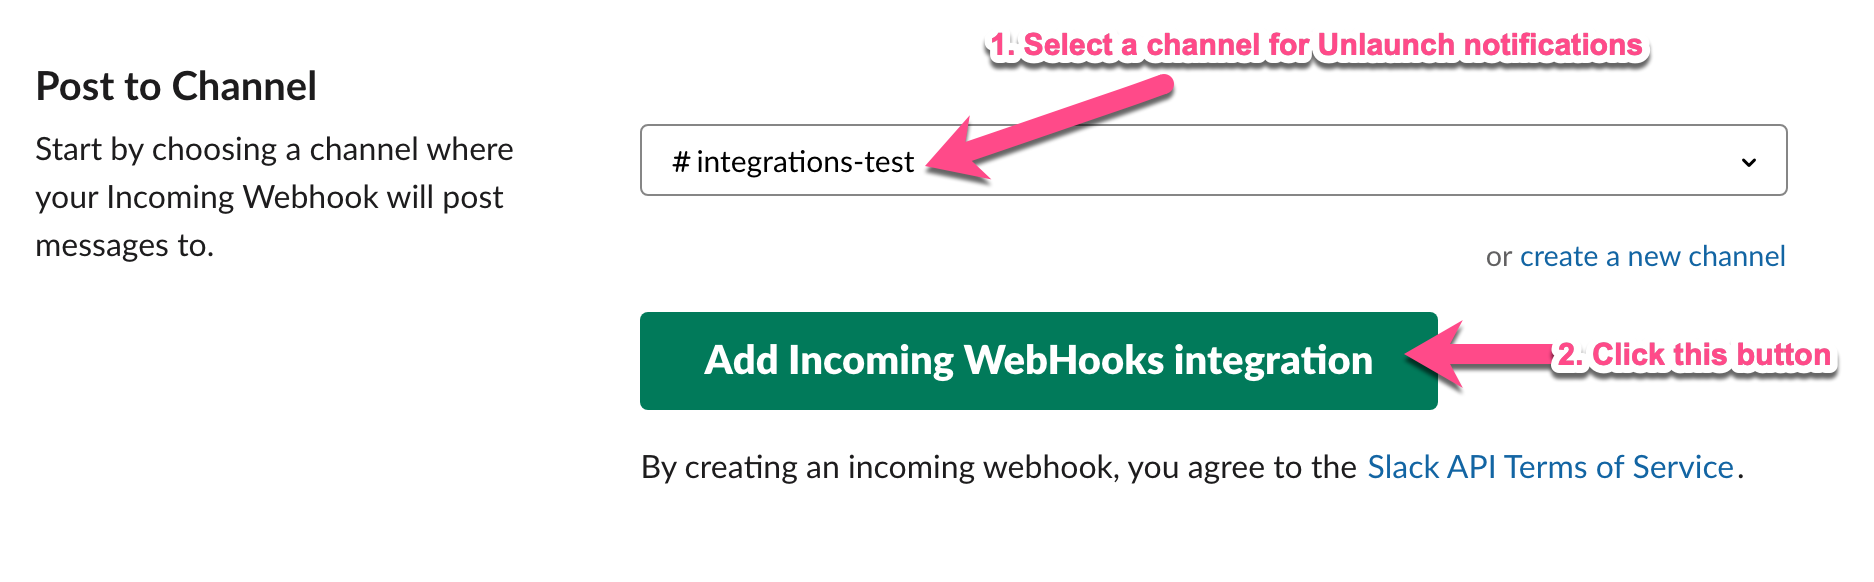 1. Select a channel for Unlaunch notifications
Post to Channel
Start by choosing a channel where
your Incoming Webhook will post
messages to.
# integrations-test
or create a new channel
Add Incoming WebHooks integration
2. Click this button
By creating an incoming webhook, you agree to the Slack API Terms of Service.